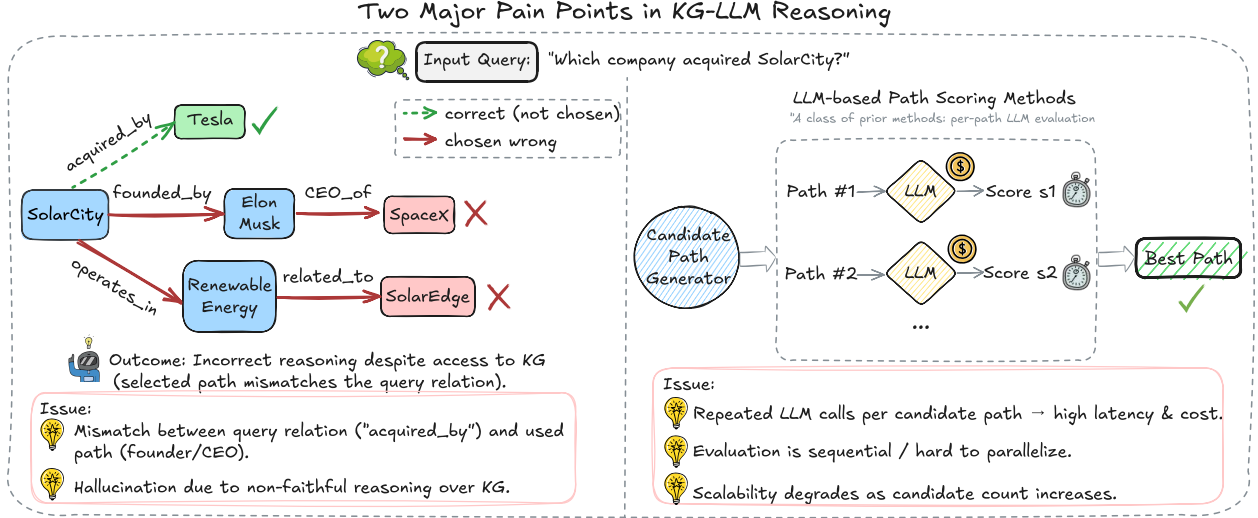 Two Major Pain Points in KG-LLM Reasoning
Input Query:
"Which company acquired SolarCity?"
correct (not chosen)
chosen wrong
acquired_by
Tesla
SolarCity
founded_by
Elon
Musk
CEO_of
SpaceX
operates_in
Renewable
Energy
related_to
SolarEdge
Outcome: Incorrect reasoning despite access to KG
(selected path mismatches the query relation).
Issue:
Mismatch between query relation ("acquired_by") and used
path (founder/CEO).
Hallucination due to non-faithful reasoning over KG.
LLM-based Path Scoring Methods
"A class of prior methods: per-path LLM evaluation
Candidate
Path
Generator
Path #1
LLM
$
Score s1
Path #2
LLM
$
Score s2
...
Best Path
Issue:
Repeated LLM calls per candidate path → high latency & cost.
Evaluation is sequential / hard to parallelize.
Scalability degrades as candidate count increases.